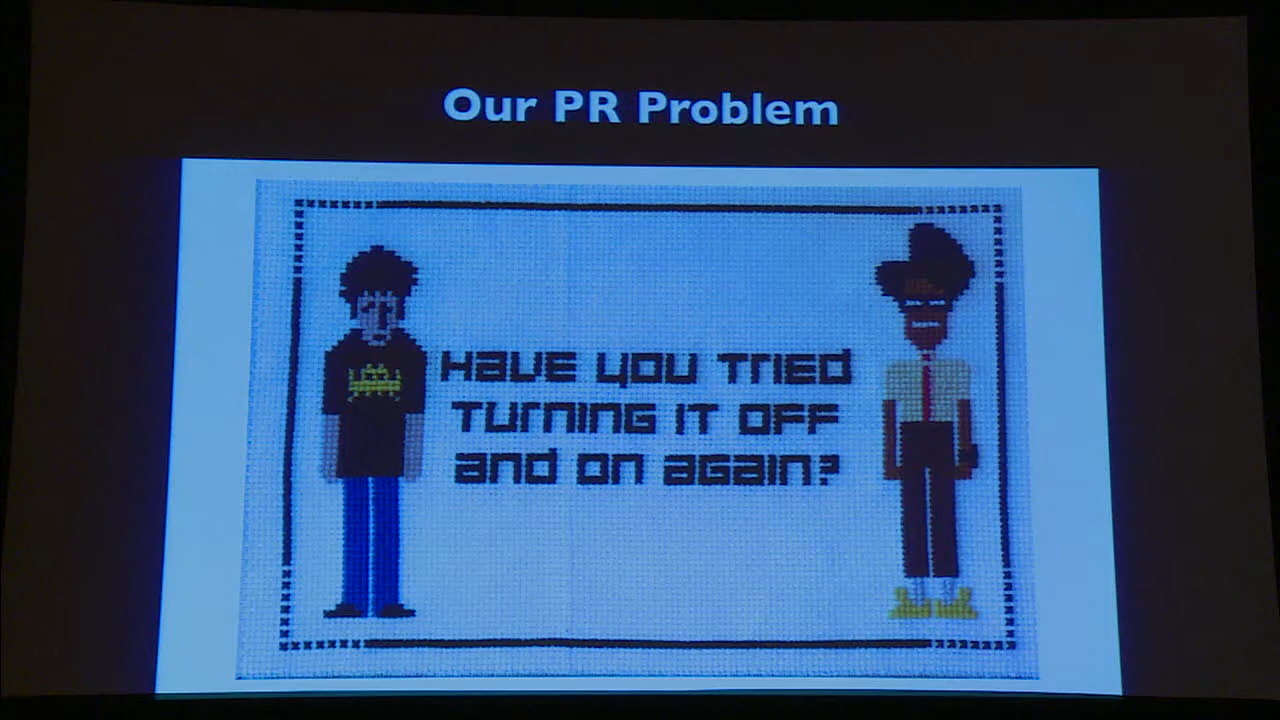 Our PR Problem
Have you tried
turning it off
and on again?